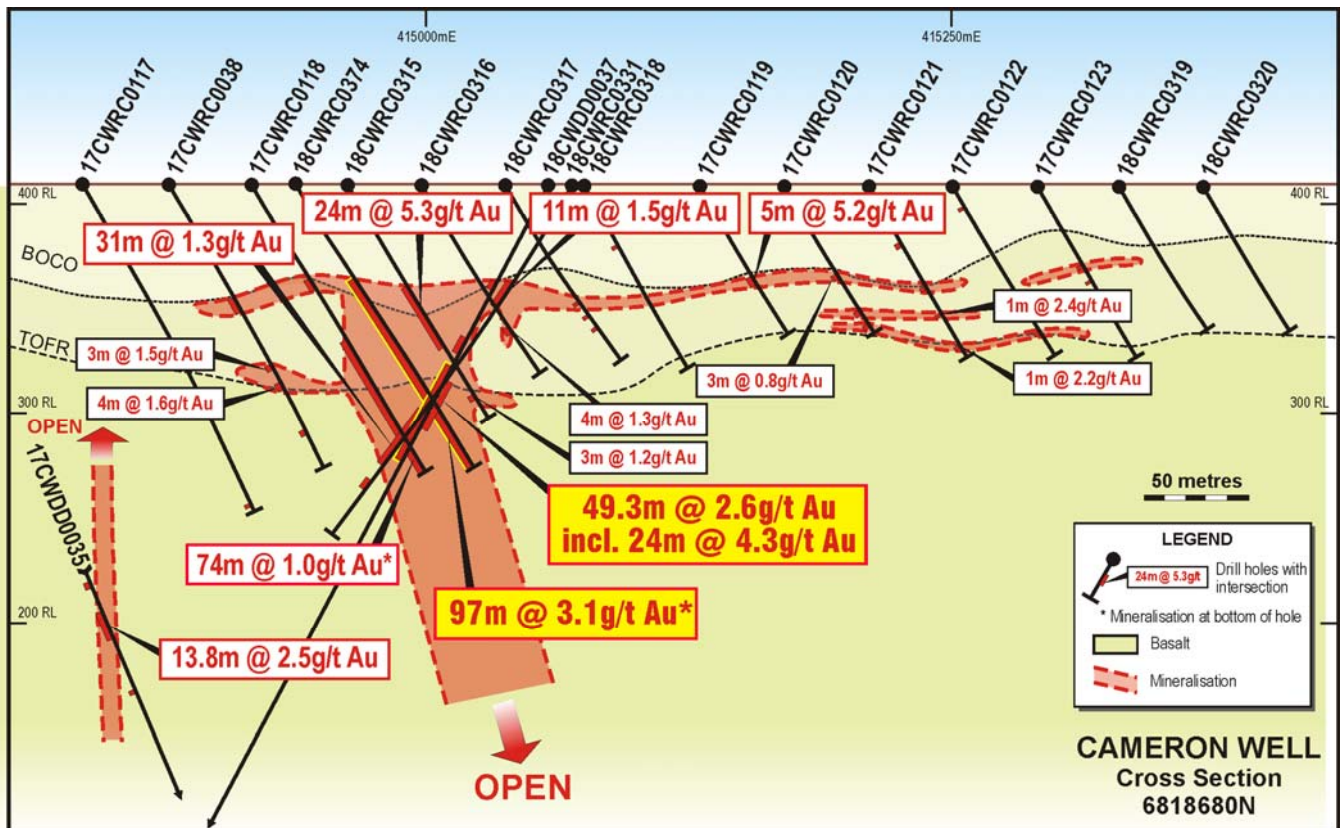 415000mE
415250mE
17CWRC0117
17CWRC0038
17CWRC0118
18CWRC0374
18CWRC0315
18CWRC0316
18CWRC0317
18CWDD0037
18CWRC0331
18CWRC0318
17CWRC0119
17CWRC0120
17CWRC0121
17CWRC0122
17CWRC0123
18CWRC0319
18CWRC0320
400 RL
400 RL
24m @ 5.3g/t Au
11m @ 1.5g/t Au
5m @ 5.2g/t Au
31m @ 1.3g/t Au
BOCO
1m @ 2.4g/t Au
TOFR
3m @ 1.5g/t Au
3m @ 0.8g/t Au
1m @ 2.2g/t Au
4m @ 1.6g/t Au
300 RL
300 RL
4m @ 1.3g/t Au
OPEN
3m @ 1.2g/t Au
17CWDD0035
50 metres
49.3m @ 2.6g/t Au
incl. 24m @ 4.3g/t Au
LEGEND
24m @ 5.3g/t
Drill holes with
intersection
* Mineralisation at bottom of hole
Basalt
Mineralisation
74m @ 1.0g/t Au*
97m @ 3.1g/t Au*
200 RL
13.8m @ 2.5g/t Au
OPEN
CAMERON WELL
Cross Section
6818680N